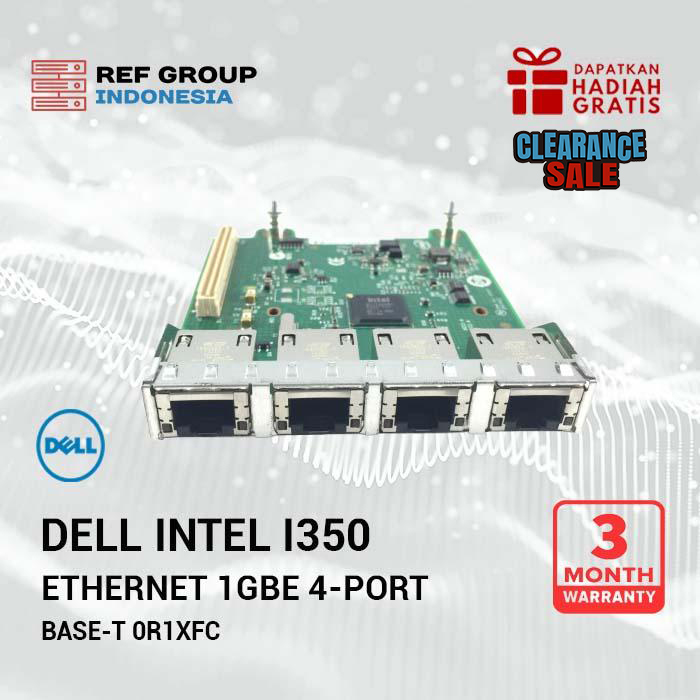 REF GROUP
INDONESIA
DAPATKAN
HADIAH
GRATIS
CLEARANCE
SALE
intel
DELL
DELL INTEL I350
ETHERNET 1GBE 4-PORT
BASE-T 0R1XFC
3
MONTH
WARRANTY